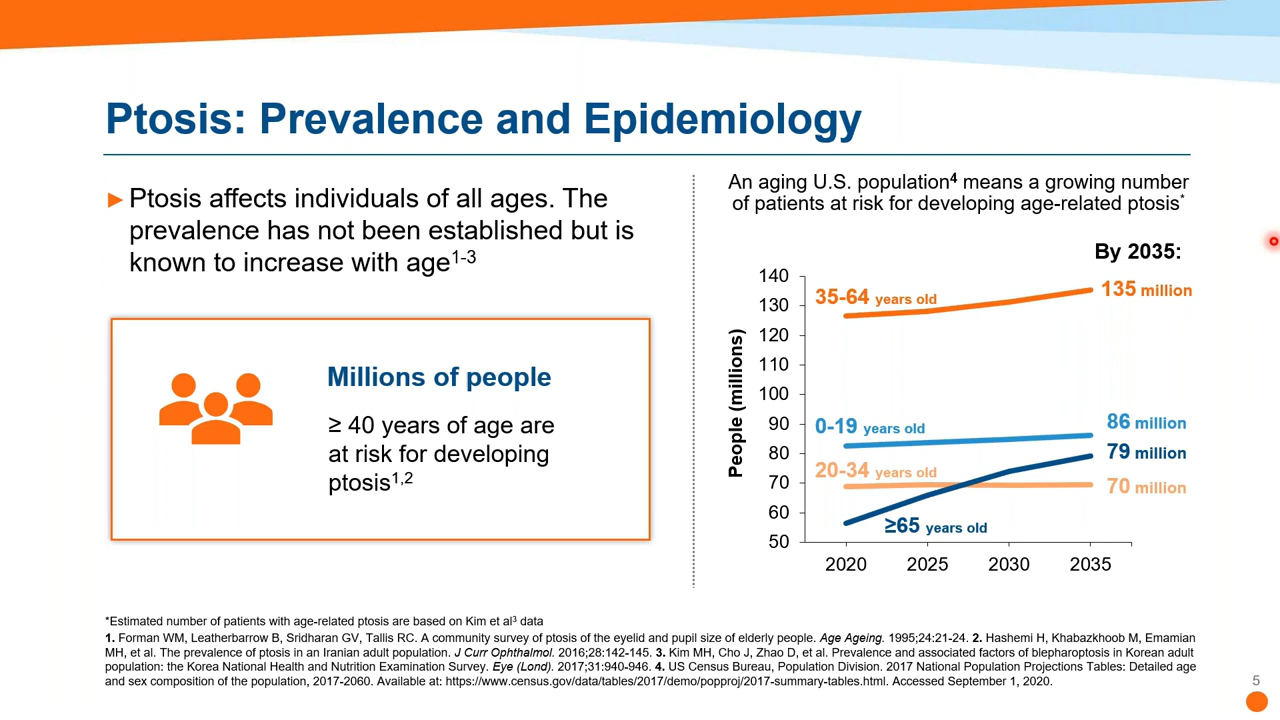 Ptosis: Prevalence and Epidemiology
►Ptosis affects individuals of all ages. The
prevalence has not been established but is
known to increase with age1-3
Millions of people
≥ 40 years of age are
at risk for developing
ptosis1,2
An aging U.S. population4 means a growing number
of patients at risk for developing age-related ptosis*
By 2035:
People (millions)
140
130
120
110
100
90
80
70
60
50
35-64 years old
135 million
0-19 years old
86 million
79 million
20-34 years old
70 million
≥65 years old
2020 2025 2030 2035
*Estimated number of patients with age-related ptosis are based on Kim et al3 data
1. Forman WM, Leatherbarrow B, Sridharan GV, Tallis RC. A community survey of ptosis of the eyelid and pupil size of elderly people. Age Ageing. 1995;24:21-24. 2. Hashemi H, Khabazkhoob M, Emamian
MH, et al. The prevalence of ptosis in an Iranian adult population. J Curr Ophthalmol. 2016;28:142-145. 3. Kim MH, Cho J, Zhao D, et al. Prevalence and associated factors of blepharoptosis in Korean adult
population: the Korea National Health and Nutrition Examination Survey. Eye (Lond). 2017;31:940-946. 4. US Census Bureau, Population Division. 2017 National Population Projections Tables: Detailed age
and sex composition of the population, 2017-2060. Available at: https://www.census.gov/data/tables/2017/demo/popproj/2017-summary-tables.html. Accessed September 1, 2020.
5